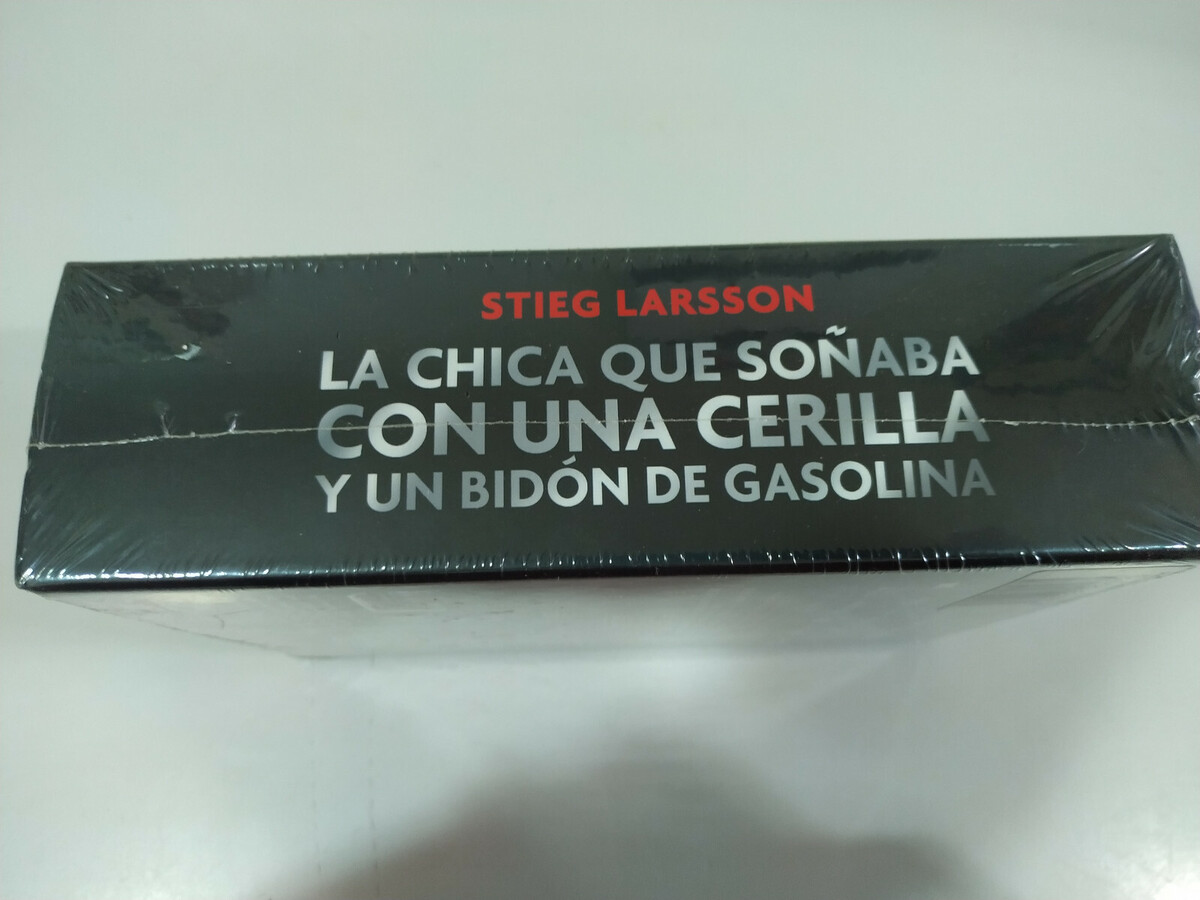 STIEG LARSSON
LA CHICA QUE SOÑABA
CON UNA CERILLA
Y UN BIDÓN DE GASOLINA